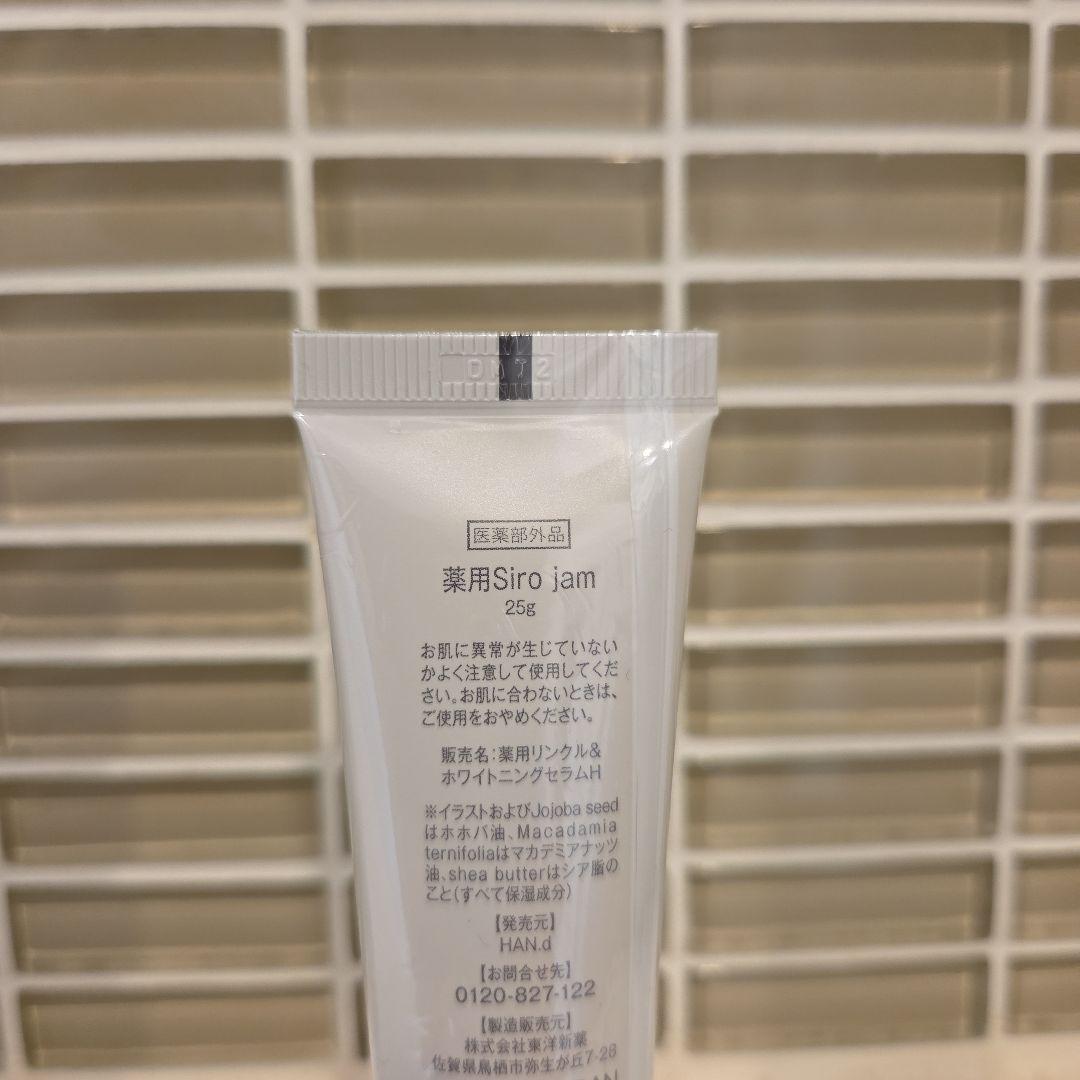 DMT2
医薬部外品
薬用Siro jam
25g
お肌に異常が生じていない
かよく注意して使用してくだ
さい。お肌に合わないときは、
ご使用をおやめください。
販売名:薬用リンクル&
ホワイトニングセラムH
※イラストおよびJojoba seed
はホホバ油、Macadamia
ternifoliaはマカデミアナッツ
油、shea butterはシア脂の
こと(すべて保湿成分)
【発売元】
HAN.d
【お問合せ先】
0120-827-122
【製造販売元】
株式会社東洋新薬
佐賀県鳥栖市弥生が丘7-28